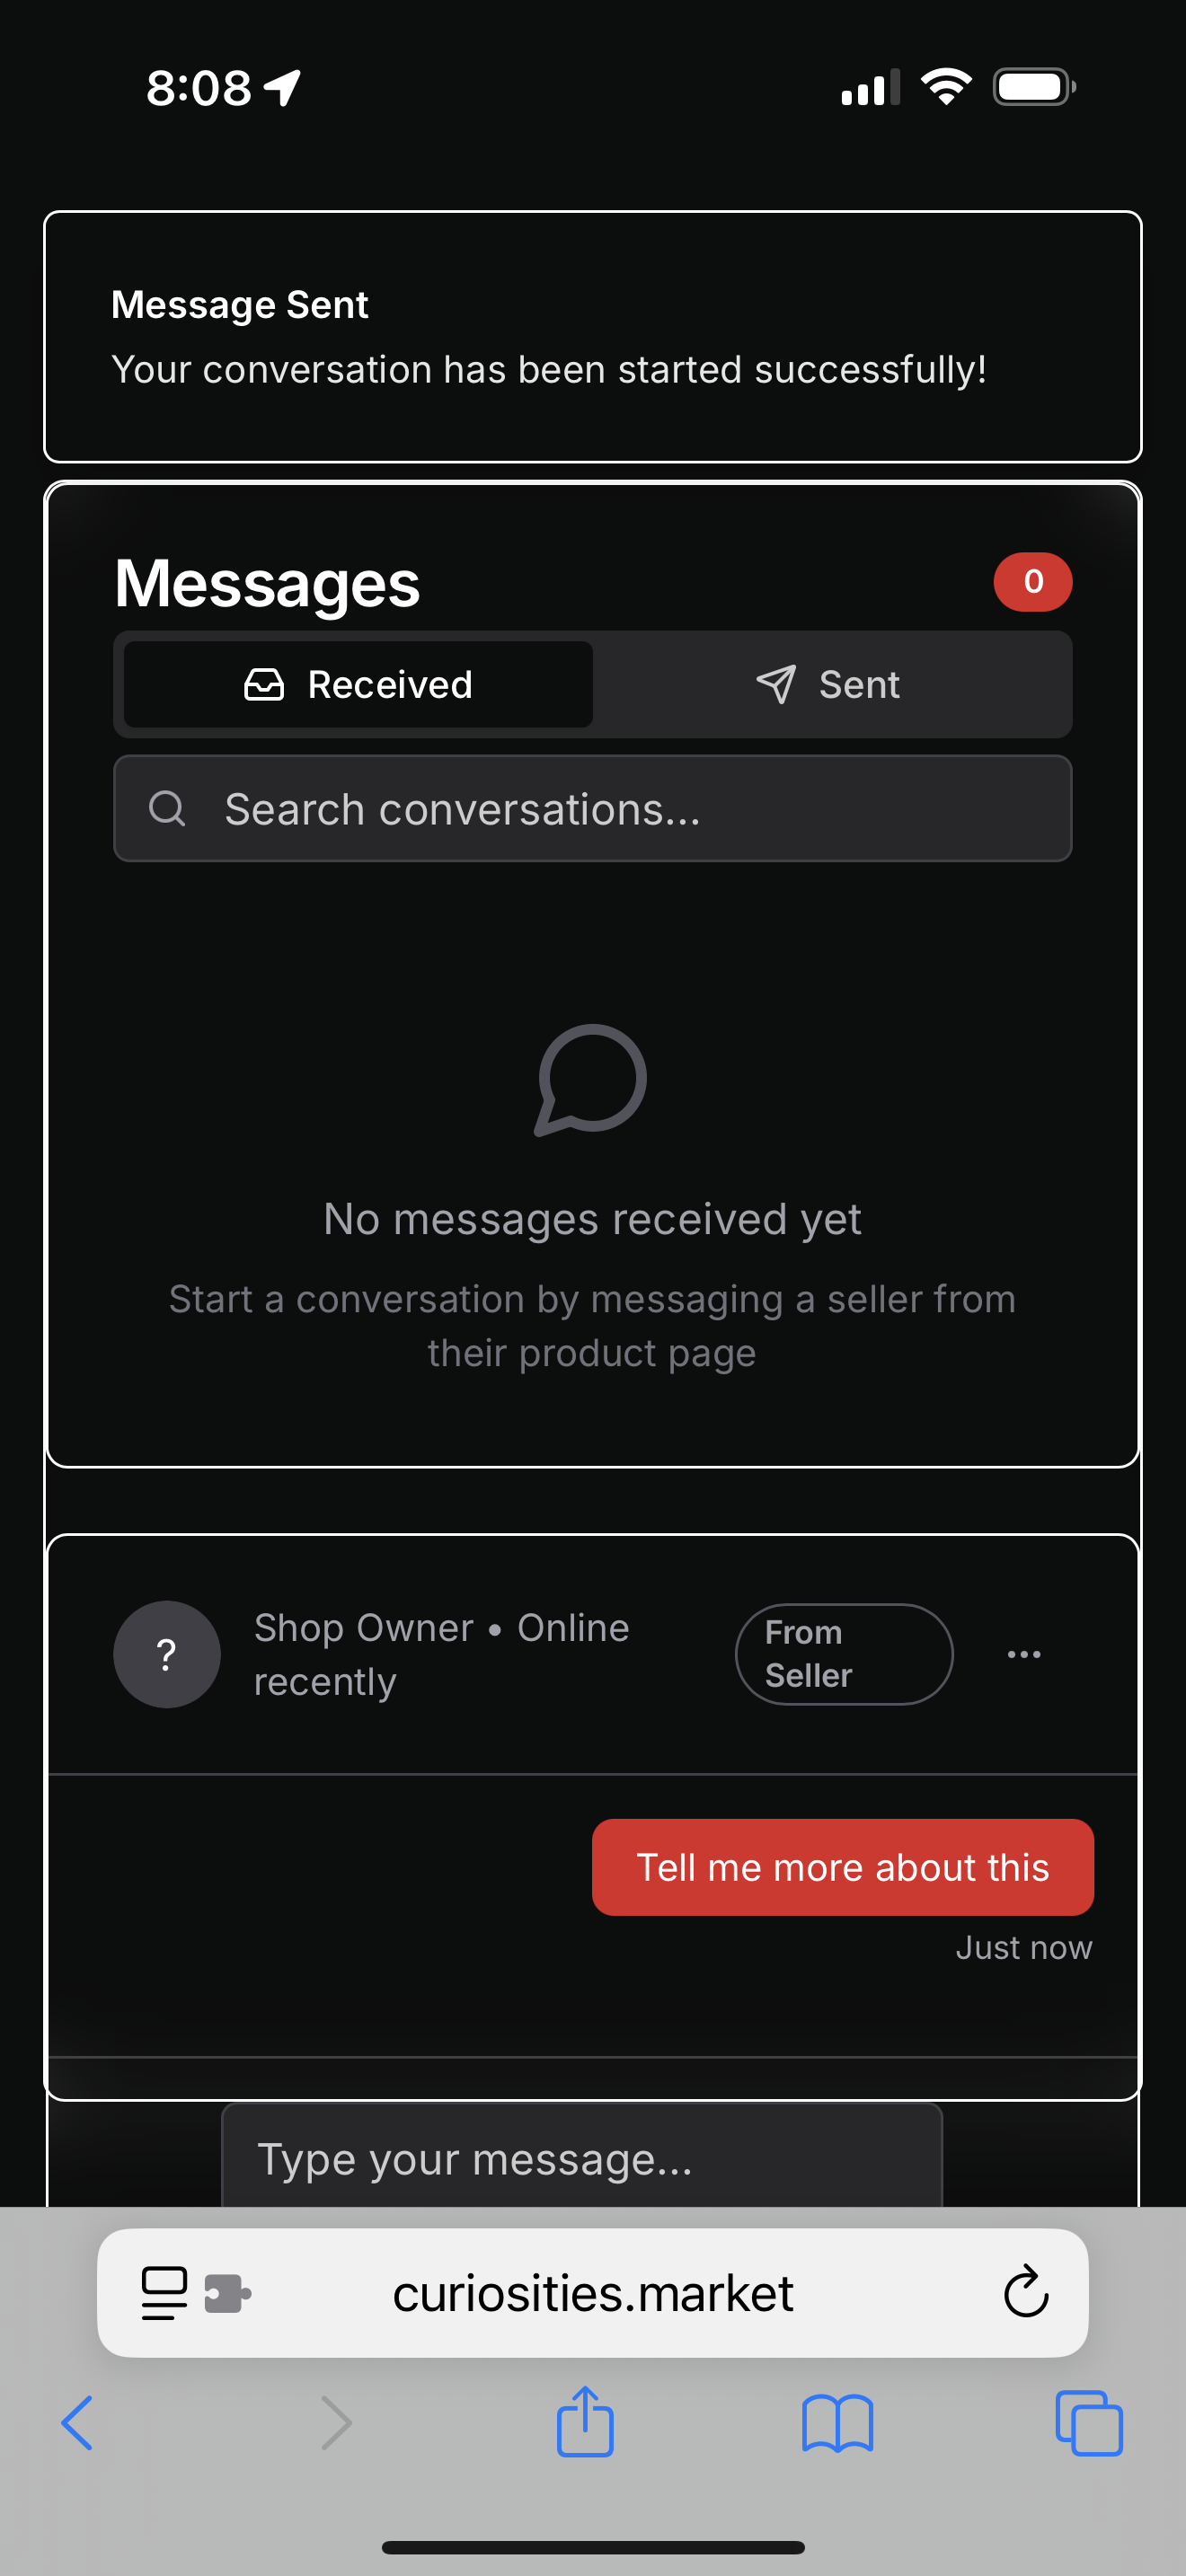 8:08
Message Sent
Your conversation has been started successfully!
Messages
0
Received
Sent
Search conversations...
No messages received yet
Start a conversation by messaging a seller from
their product page
?
Shop Owner • Online
recently
From
Seller
Tell me more about this
Just now
Type your message...
curiosities.market